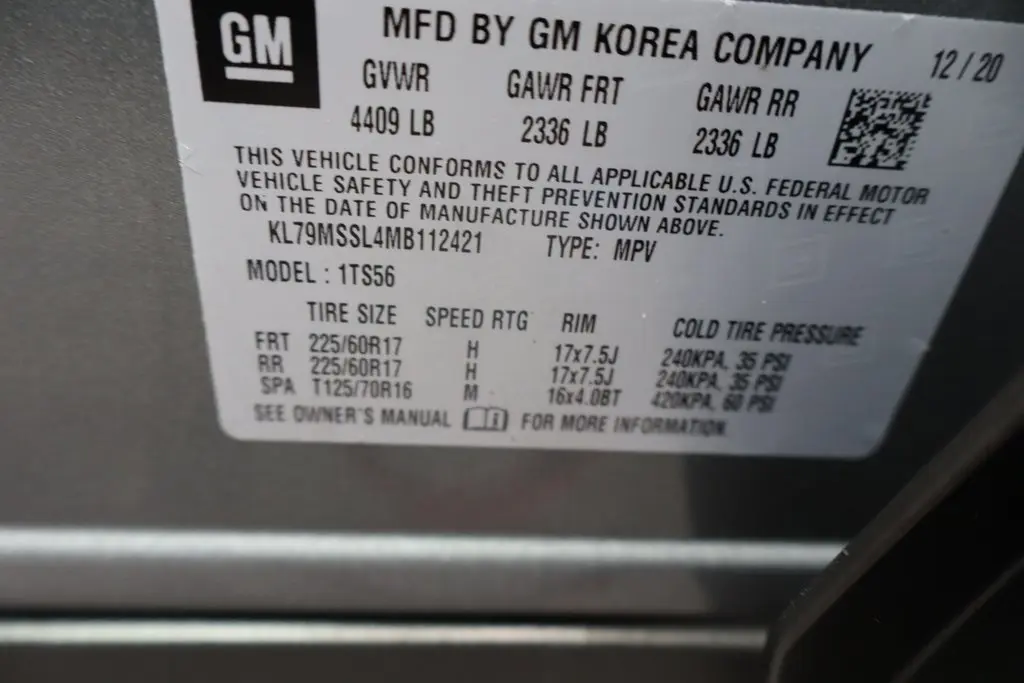 GM
MFD BY GM KOREA COMPANY 12/20
GVWR GAWR FRT GAWR RR
4409 LB 2336 LB 2336 LB
THIS VEHICLE CONFORMS TO ALL APPLICABLE U.S. FEDERAL MOTOR
VEHICLE SAFETY AND THEFT PREVENTION STANDARDS IN EFFECT
ON THE DATE OF MANUFACTURE SHOWN ABOVE.
KL79MSSL4MB112421 TYPE: MPV
MODEL : 1TS56
TIRE SIZE SPEED RTG RIM COLD TIRE PRESSURE
FRT 225/60R17 H 17x7.5J 240KPA, 35 PSI
RR 225/60R17 H 17x7.5J 240KPA, 35 PSI
SPA T125/70R16 M 16x4.0BT 420KPA, 60 PSI
SEE OWNER'S MANUAL FOR MORE INFORMATION